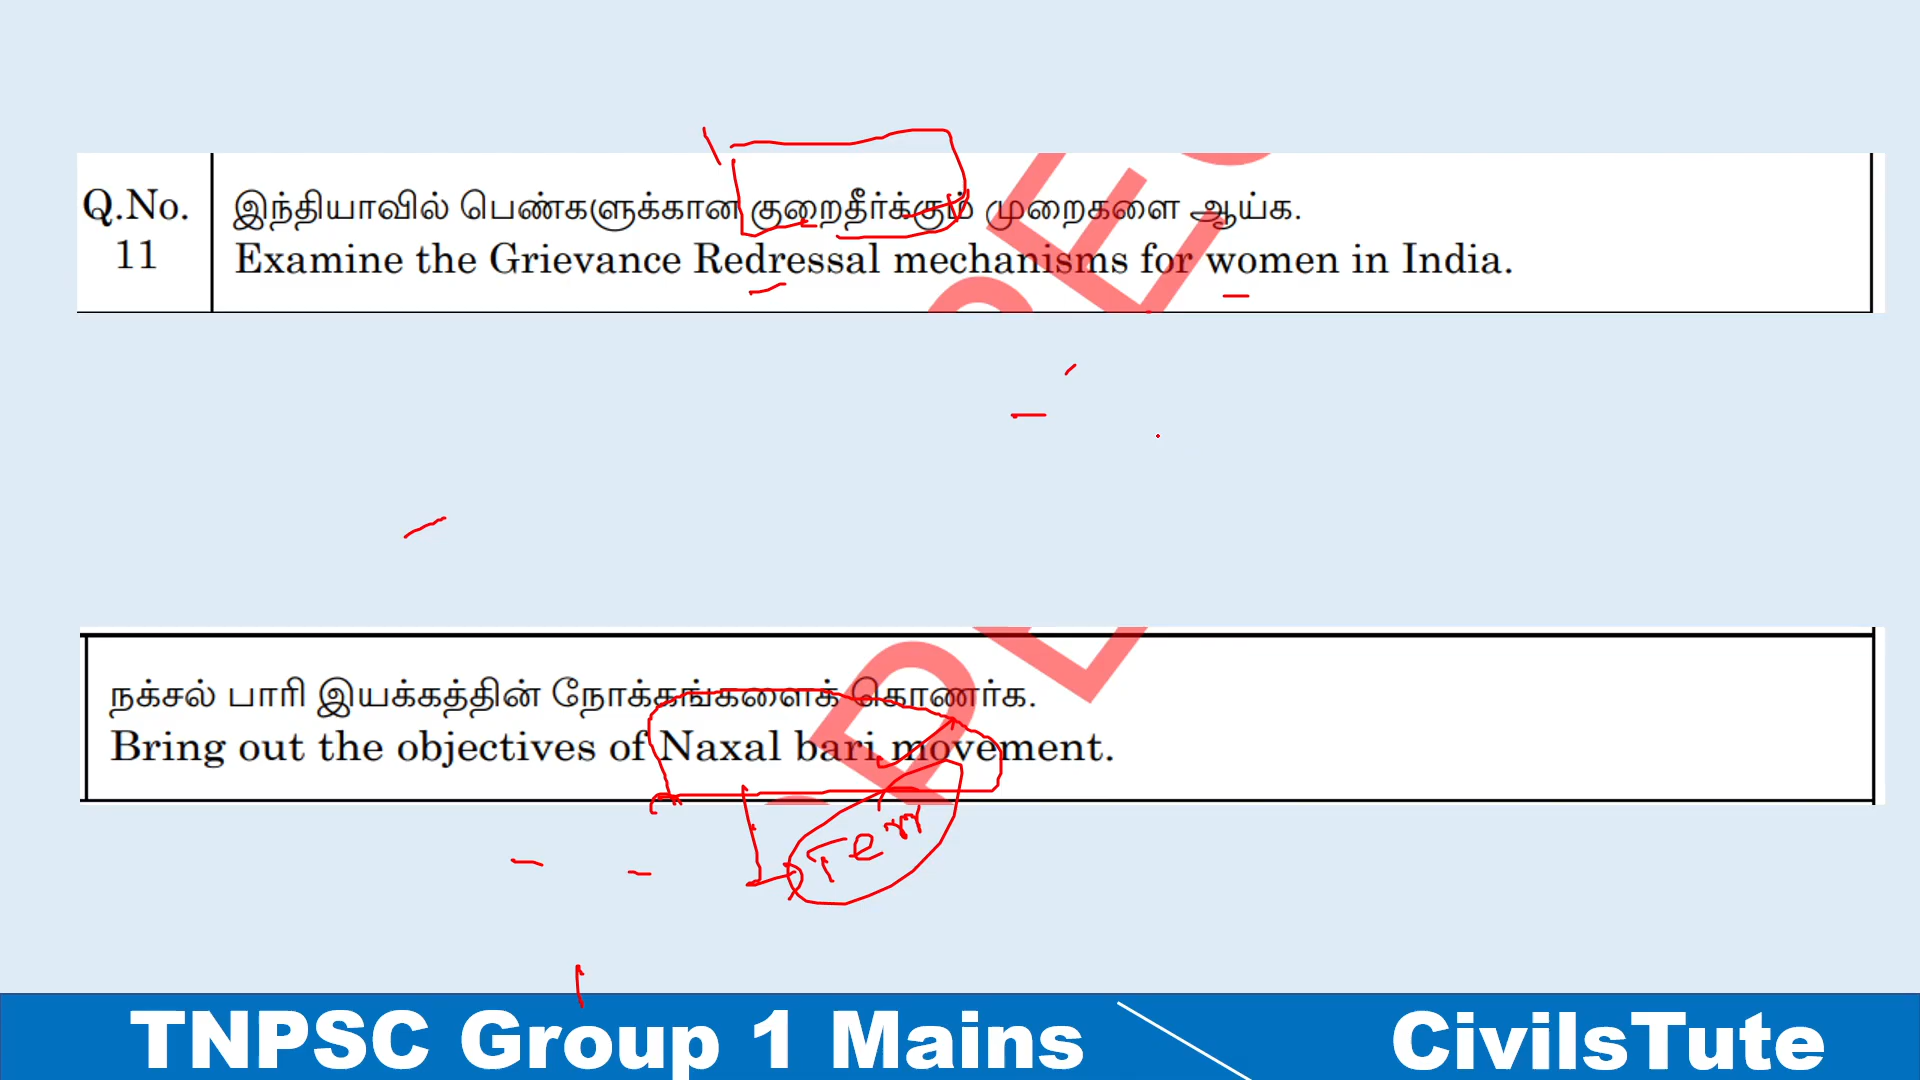 Q.No.
11
இந்தியாவில் பெண்களுக்கான குறைதீர்க்கும் முறைகளை ஆய்க.
Examine the Grievance Redressal mechanisms for women in India.
நக்சல் பாரி இயக்கத்தின் நோக்கங்களைக் கொணர்க.
Bring out the objectives of Naxal bari movement.
Terr
TNPSC Group 1 Mains
CivilsTute